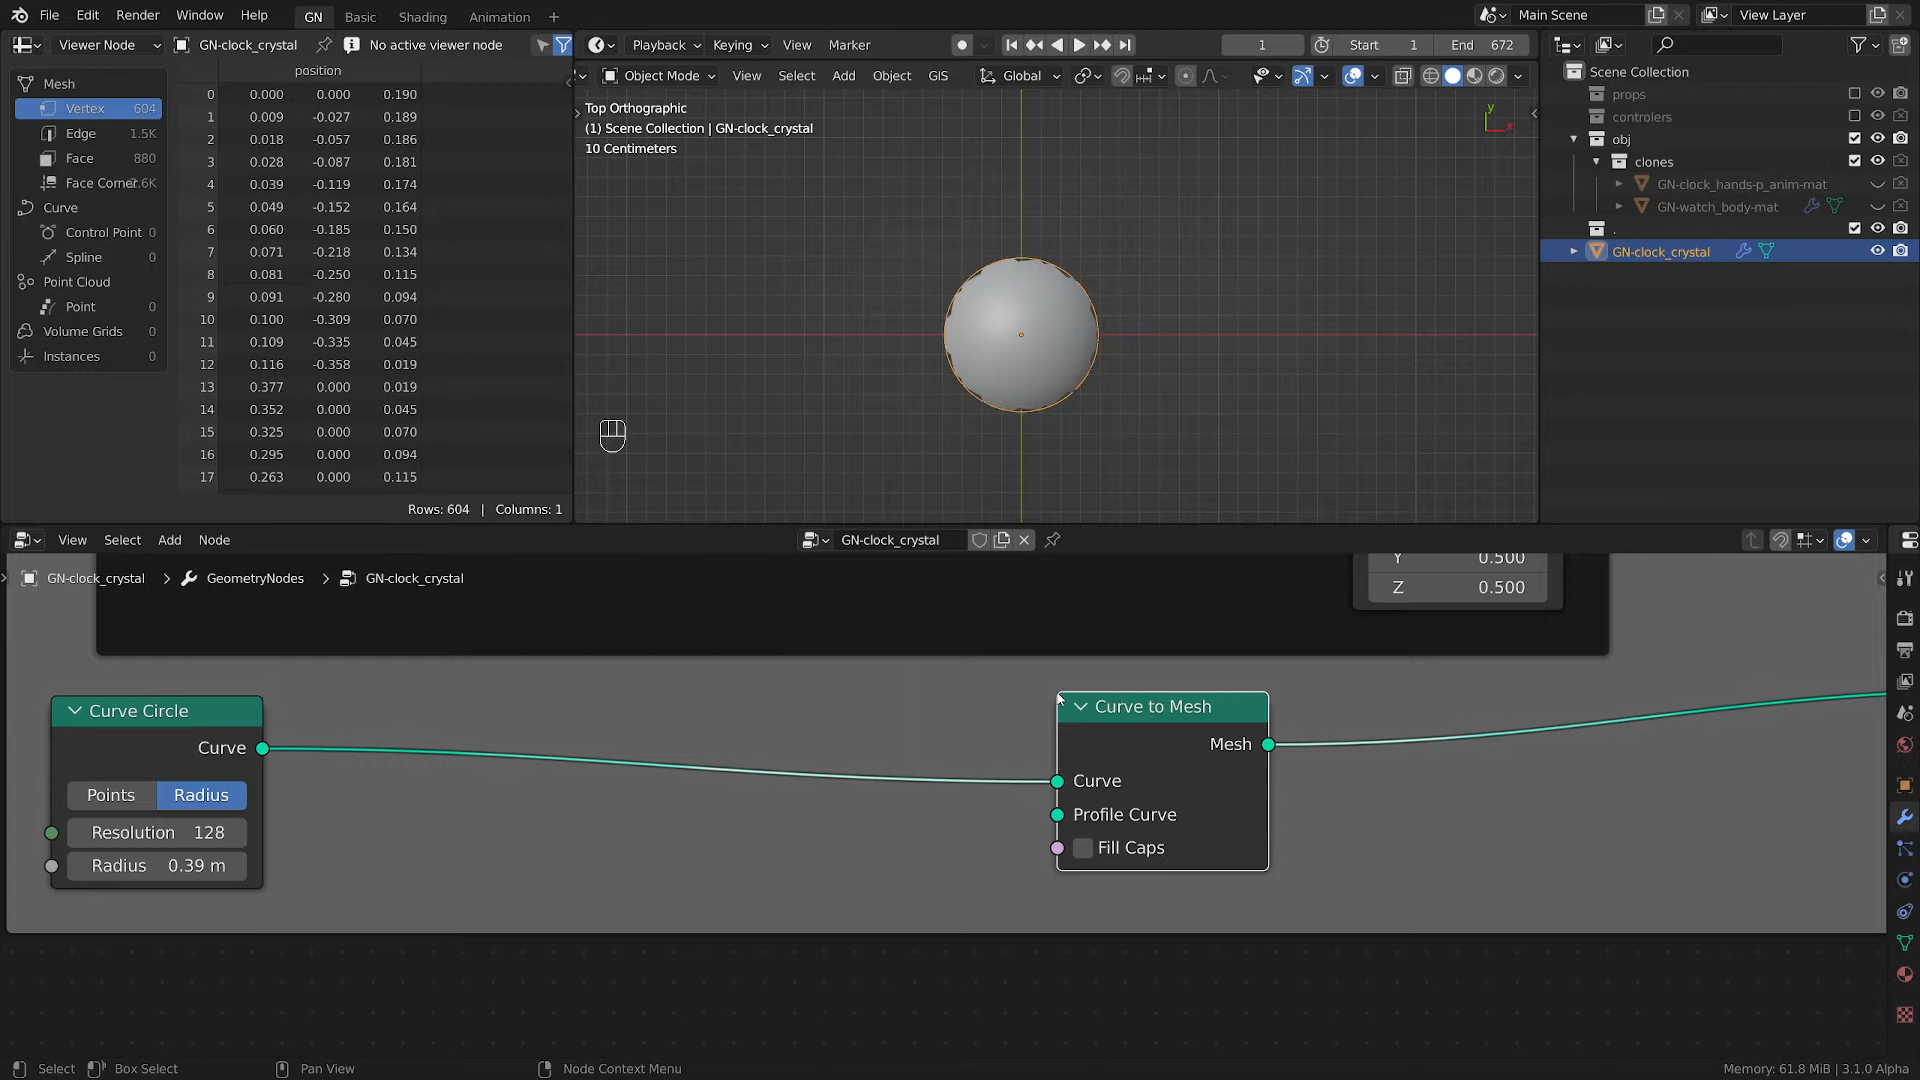 File Edit Render Window Help GN Basic Shading Animation + Main Scene View Layer
Viewer Node GN-clock_crystal No active viewer node
Playback Keying View Marker 1 Start 1 End 672
position
Mesh
Vertex 604
Edge 1.5K
Face 880
Face Corner 2.6K
Curve
Control Point 0
Spline 0
Point Cloud
Point 0
Volume Grids 0
Instances 0
0 0.000 0.000 0.190
1 0.009 -0.027 0.189
2 0.018 -0.057 0.186
3 0.028 -0.087 0.181
4 0.039 -0.119 0.174
5 0.049 -0.152 0.164
6 0.060 -0.185 0.150
7 0.071 -0.218 0.134
8 0.081 -0.250 0.115
9 0.091 -0.280 0.094
10 0.100 -0.309 0.070
11 0.109 -0.335 0.045
12 0.116 -0.358 0.019
13 0.377 0.000 0.019
14 0.352 0.000 0.045
15 0.325 0.000 0.070
16 0.295 0.000 0.094
17 0.263 0.000 0.115
Rows: 604 | Columns: 1
Object Mode View Select Add Object GIS Global
Top Orthographic
(1) Scene Collection | GN-clock_crystal
10 Centimeters
y
x
Scene Collection
props
controlers
obj
clones
GN-clock_hands-p_anim-mat
GN-watch_body-mat
.
GN-clock_crystal
View Select Add Node GN-clock_crystal
GN-clock_crystal > GeometryNodes > GN-clock_crystal
Y 0.500
Z 0.500
Curve Circle
Curve
Points Radius
Resolution 128
Radius 0.39 m
Curve to Mesh
Mesh
Curve
Profile Curve
Fill Caps
Select Box Select Pan View Node Context Menu Memory: 61.8 MiB | 3.1.0 Alpha